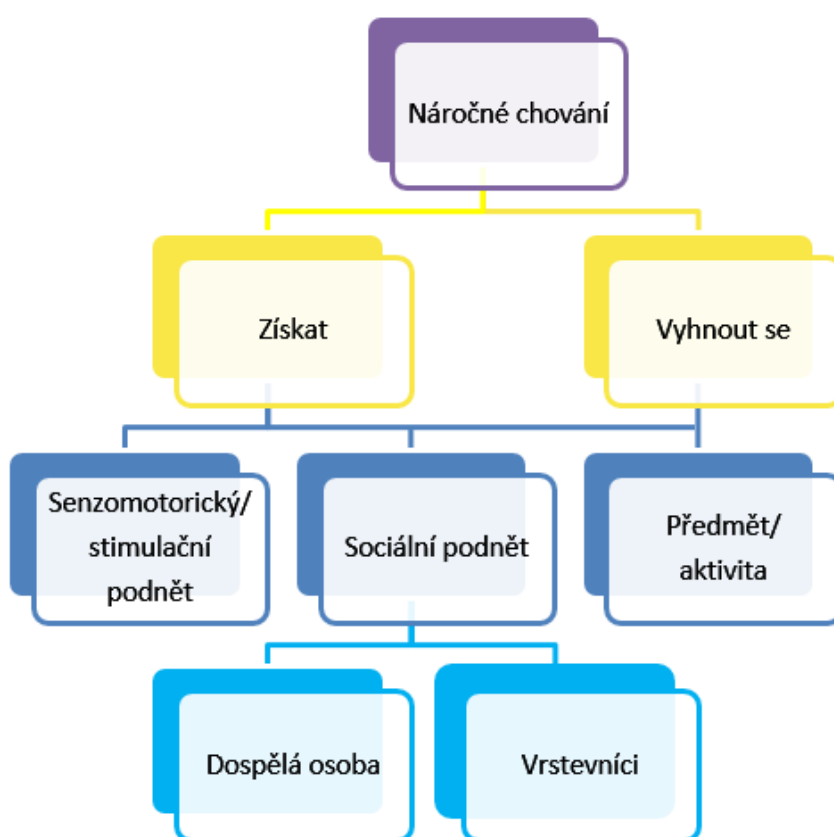 Náročné chování
Získat
Vyhnout se
Senzomotorický/
stimulační
podnět
Sociální podnět
Předmět/
aktivita
Dospělá osoba
Vrstevníci